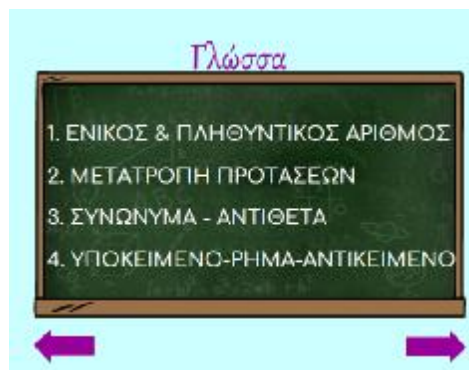 Γλώσσα
1. ΕΝΙΚΟΣ & ΠΛΗΘΥΝΤΙΚΟΣ ΑΡΙΘΜΟΣ
2. ΜΕΤΑΤΡΟΠΗ ΠΡΟΤΑΣΕΩΝ
3. ΣΥΝΩΝΥΜΑ - ΑΝΤΙΘΕΤΑ
4. ΥΠΟΚΕΙΜΕΝΟ-ΡΗΜΑ-ΑΝΤΙΚΕΙΜΕΝΟ